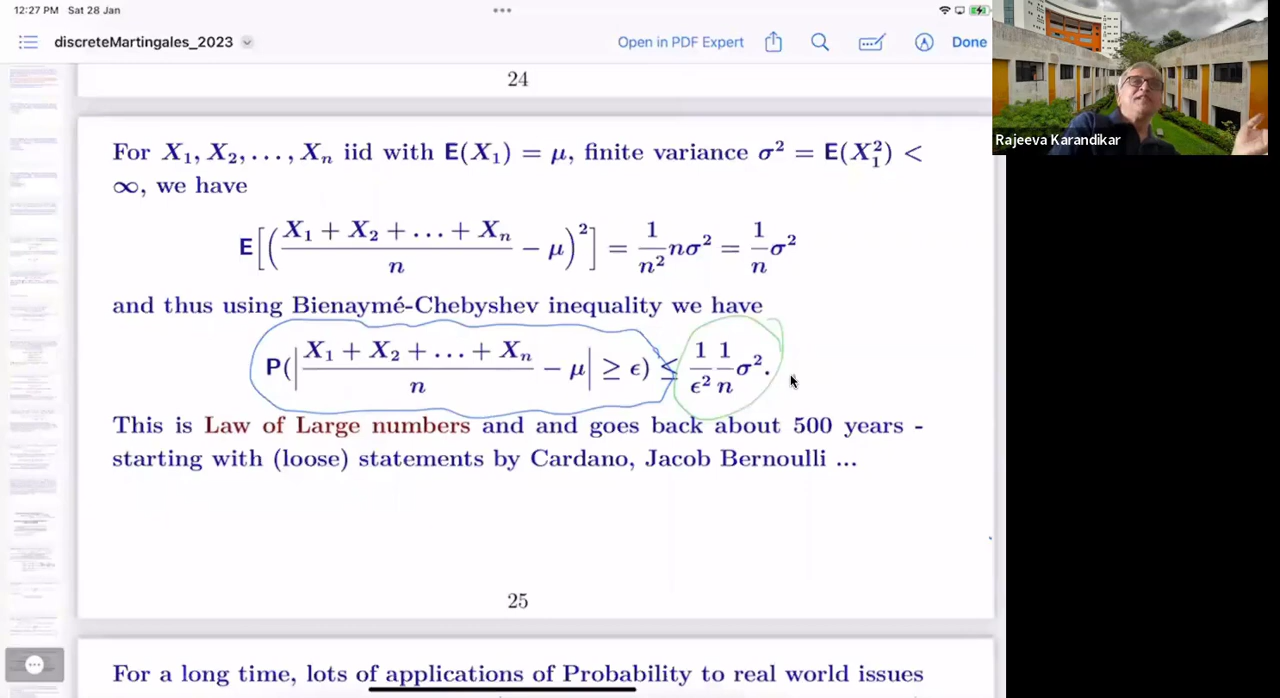 12:27 PM Sat 28 Jan
discreteMartingales_2023
Open in PDF Expert
Done
Rajeeva Karandikar
24
For X₁, X₂, . . . , Xₙ iid with E(X₁) = μ, finite variance σ² = E(X₁²) <
∞, we have
E[(X₁ + X₂ + . . . + Xₙ / n − μ)²] = 1/n² nσ² = 1/n σ²
and thus using Bienaymé-Chebyshev inequality we have
P(|X₁ + X₂ + . . . + Xₙ / n − μ| ≥ ϵ) ≤ 1/ϵ² 1/n σ².
This is Law of Large numbers and and goes back about 500 years -
starting with (loose) statements by Cardano, Jacob Bernoulli ...
25
For a long time, lots of applications of Probability to real world issues